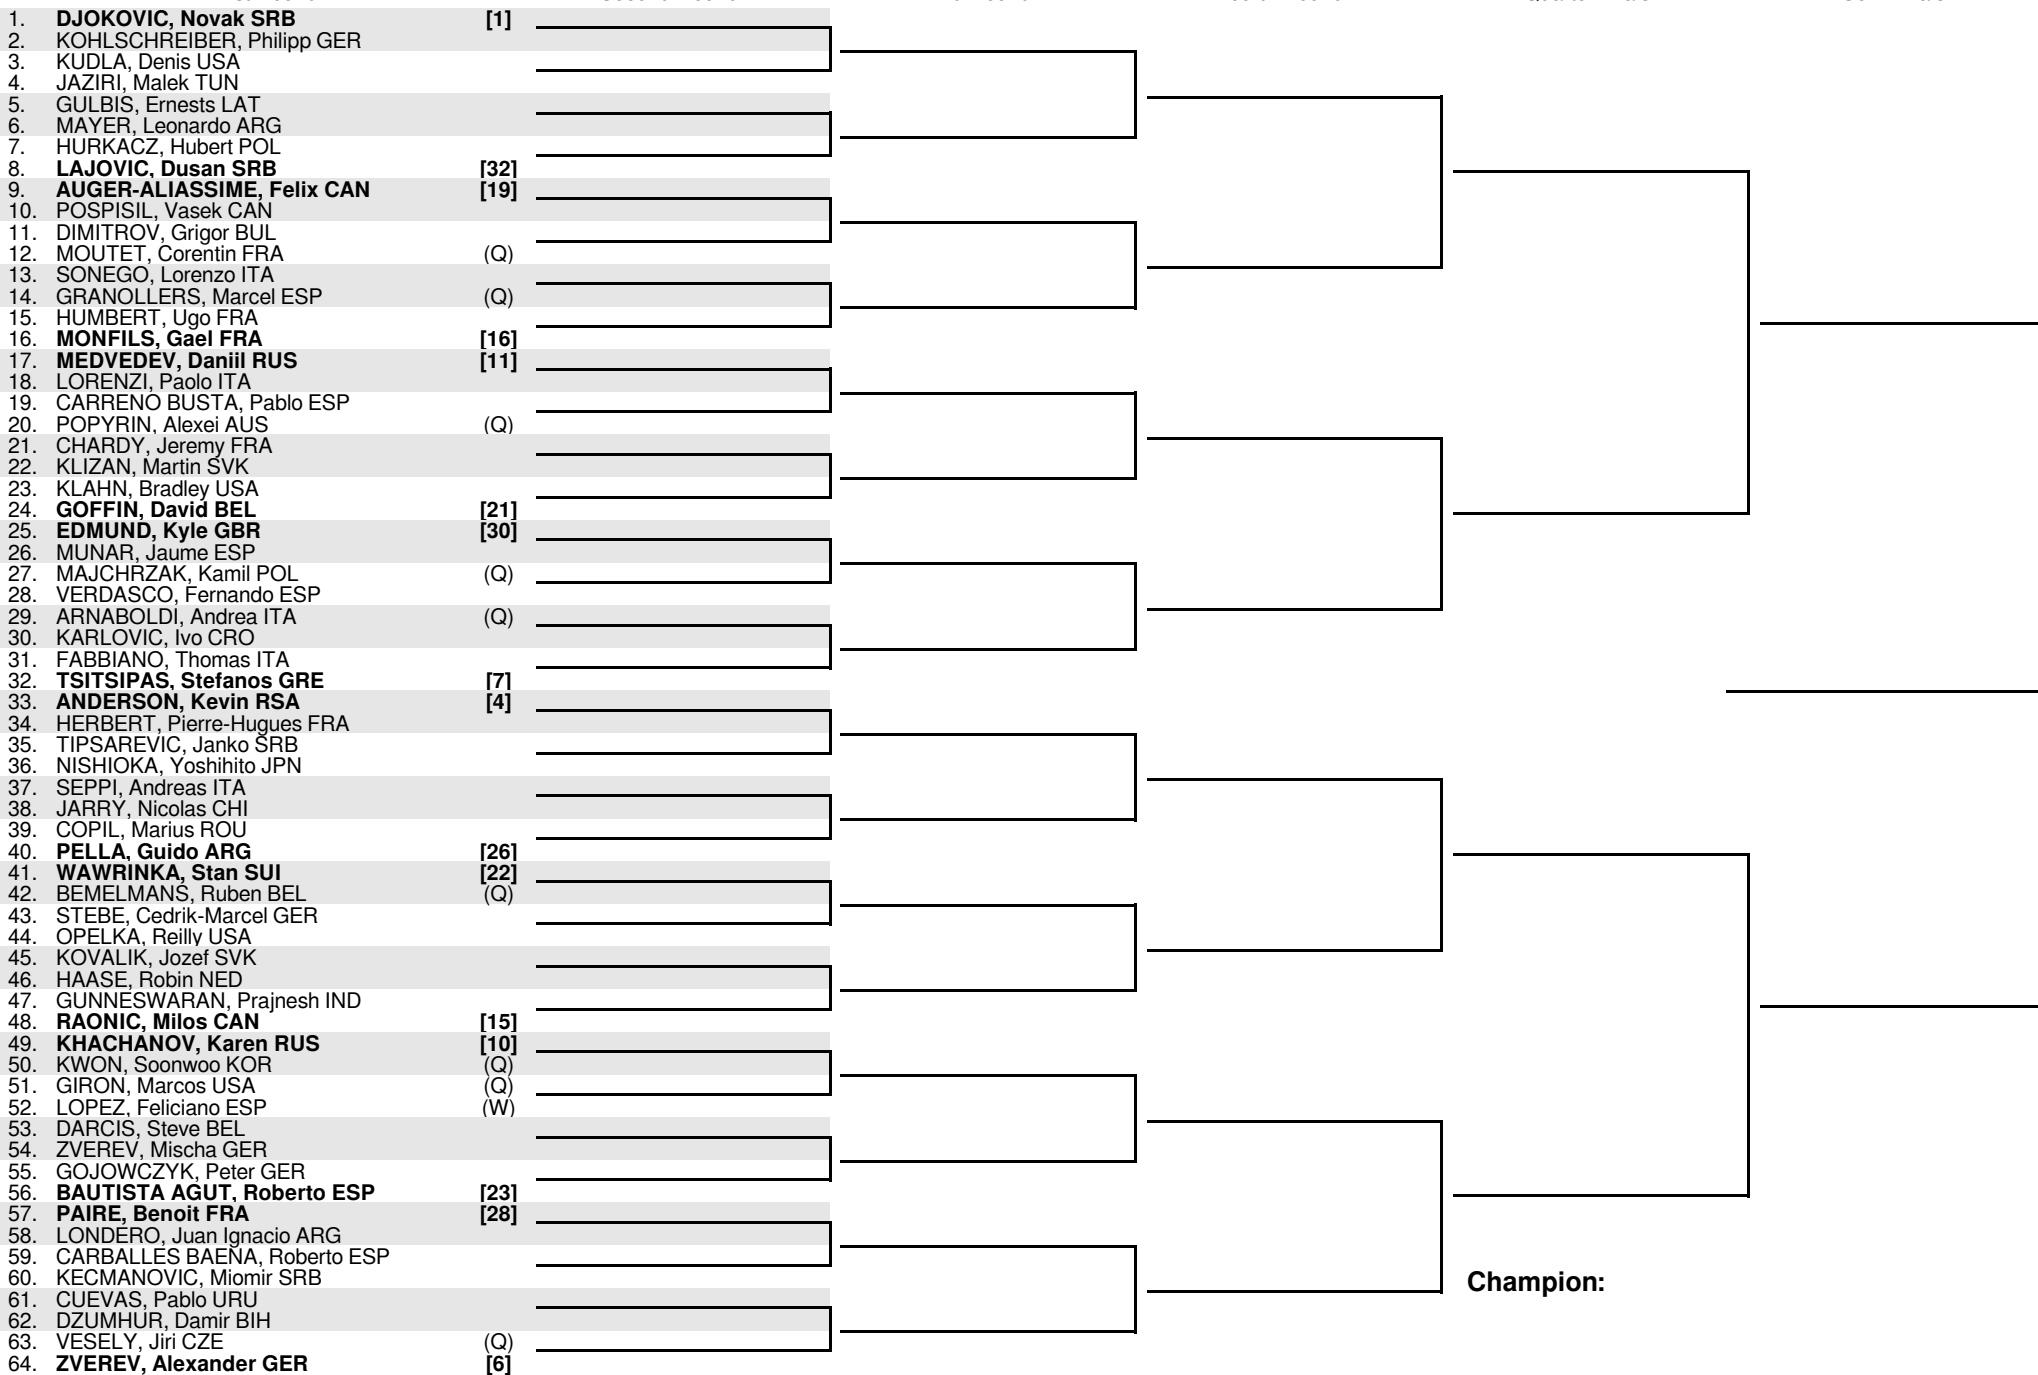 1. DJOKOVIC, Novak SRB [1]
2. KOHLSCHREIBER, Philipp GER
3. KUDLA, Denis USA
4. JAZIRI, Malek TUN
5. GULBIS, Ernests LAT
6. MAYER, Leonardo ARG
7. HURKACZ, Hubert POL
8. LAJOVIC, Dusan SRB [32]
9. AUGER-ALIASSIME, Felix CAN [19]
10. POSPISIL, Vasek CAN
11. DIMITROV, Grigor BUL
12. MOUTET, Corentin FRA (Q)
13. SONEGO, Lorenzo ITA
14. GRANOLLERS, Marcel ESP (Q)
15. HUMBERT, Ugo FRA
16. MONFILS, Gael FRA [16]
17. MEDVEDEV, Daniil RUS [11]
18. LORENZI, Paolo ITA
19. CARRENO BUSTA, Pablo ESP
20. POPYRIN, Alexei AUS (Q)
21. CHARDY, Jeremy FRA
22. KLIZAN, Martin SVK
23. KLAHN, Bradley USA
24. GOFFIN, David BEL [21]
25. EDMUND, Kyle GBR [30]
26. MUNAR, Jaume ESP
27. MAJCHRZAK, Kamil POL (Q)
28. VERDASCO, Fernando ESP
29. ARNABOLDI, Andrea ITA (Q)
30. KARLOVIC, Ivo CRO
31. FABBIANO, Thomas ITA
32. TSITSIPAS, Stefanos GRE [7]
33. ANDERSON, Kevin RSA [4]
34. HERBERT, Pierre-Hugues FRA
35. TIPSAREVIC, Janko SRB
36. NISHIOKA, Yoshihito JPN
37. SEPPI, Andreas ITA
38. JARRY, Nicolas CHI
39. COPIL, Marius ROU
40. PELLA, Guido ARG [26]
41. WAWRINKA, Stan SUI [22]
42. BEMELMANS, Ruben BEL (Q)
43. STEBE, Cedrik-Marcel GER
44. OPELKA, Reilly USA
45. KOVALIK, Jozef SVK
46. HAASE, Robin NED
47. GUNNESWARAN, Prajnesh IND
48. RAONIC, Milos CAN [15]
49. KHACHANOV, Karen RUS [10]
50. KWON, Soonwoo KOR (Q)
51. GIRON, Marcos USA (Q)
52. LOPEZ, Feliciano ESP (W)
53. DARCIS, Steve BEL
54. ZVEREV, Mischa GER
55. GOJOWCZYK, Peter GER
56. BAUTISTA AGUT, Roberto ESP [23]
57. PAIRE, Benoit FRA [28]
58. LONDERO, Juan Ignacio ARG
59. CARBALLES BAENA, Roberto ESP
60. KECMANOVIC, Miomir SRB
Champion:
61. CUEVAS, Pablo URU
62. DZUMHUR, Damir BIH
63. VESELY, Jiri CZE (Q)
64. ZVEREV, Alexander GER [6]